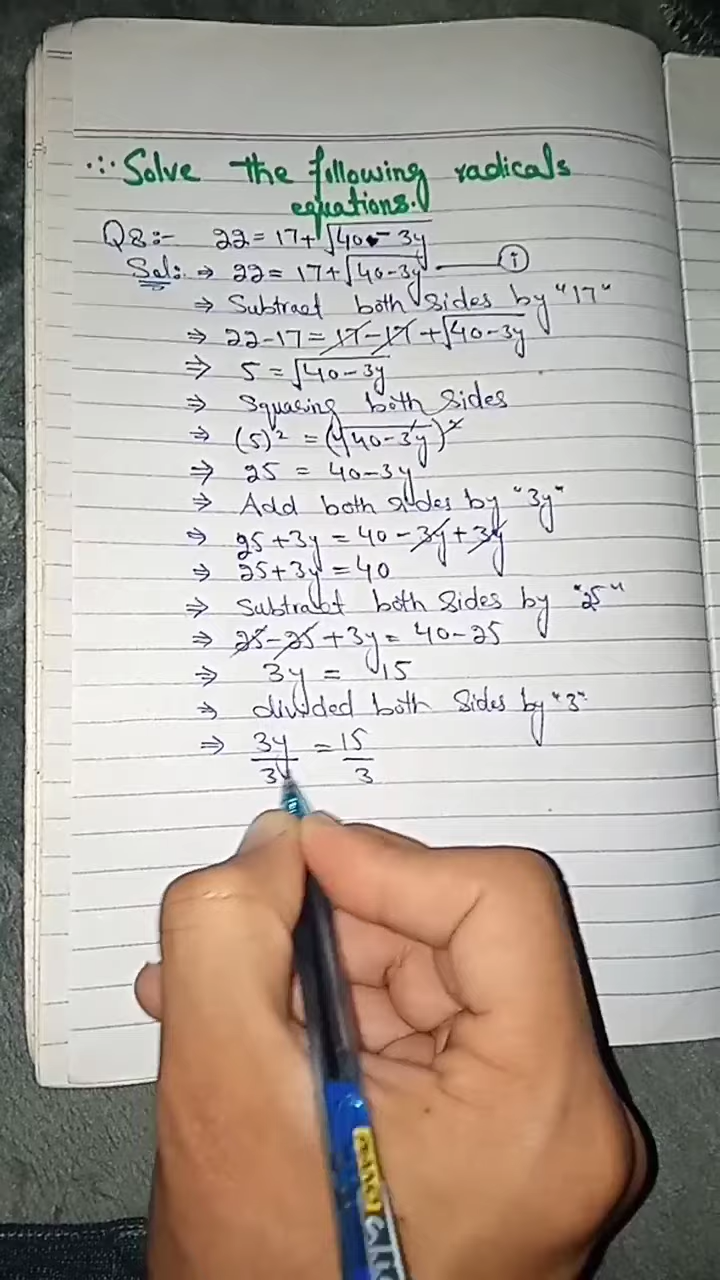 ∴ Solve the following radicals
equations.
Q8:- 22 = 17+√40 - 3y
Sol: ⇒ 22 = 17+√40-3y —— ⓘ
⇒ Subtract both sides by "17"
⇒ 22-17 = 17-17 +√40-3y
⇒ 5 = √40-3y
⇒ Squaring both sides
⇒ (5)² = (√40-3y)²
⇒ 25 = 40-3y
⇒ Add both sides by "3y"
⇒ 25+3y = 40-3y+3y
⇒ 25+3y = 40
⇒ Subtract both sides by "25"
⇒ 25-25+3y = 40-25
⇒ 3y = 15
⇒ divided both sides by "3"
⇒ 3y/3 = 15/3